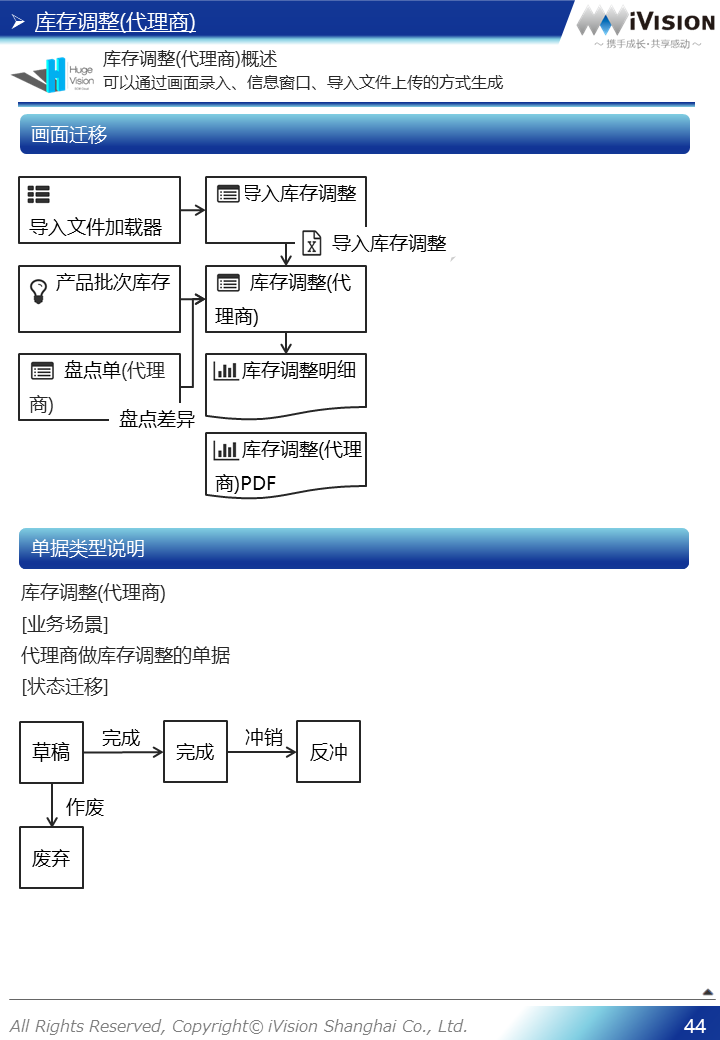 库存调整(代理商)
iVision
～ 携手成长·共享感动 ～
Huge
Vision
库存调整(代理商)概述
可以通过画面录入、信息窗口、导入文件上传的方式生成
画面迁移
导入文件加载器
导入库存调整
导入库存调整
产品批次库存
库存调整(代
理商)
盘点单(代理
商)
盘点差异
库存调整明细
库存调整(代理
商)PDF
单据类型说明
库存调整(代理商)
[业务场景]
代理商做库存调整的单据
[状态迁移]
草稿
完成
完成
冲销
反冲
作废
废弃
All Rights Reserved, Copyright© iVision Shanghai Co., Ltd.
44